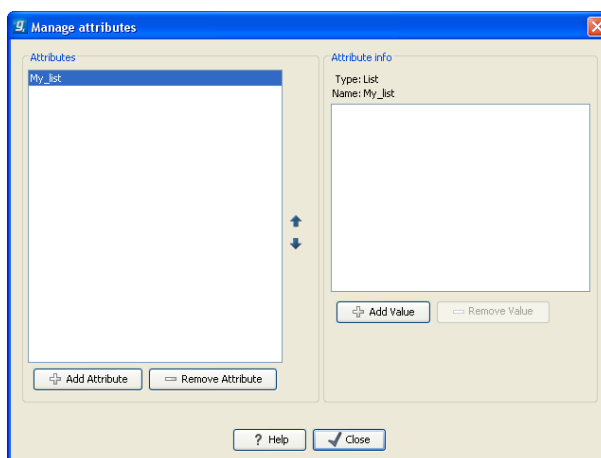 Manage attributes
Attributes
My_list
Add Attribute
Remove Attribute
Attribute info
Type: List
Name: My_list
Add Value
Remove Value
Help
Close